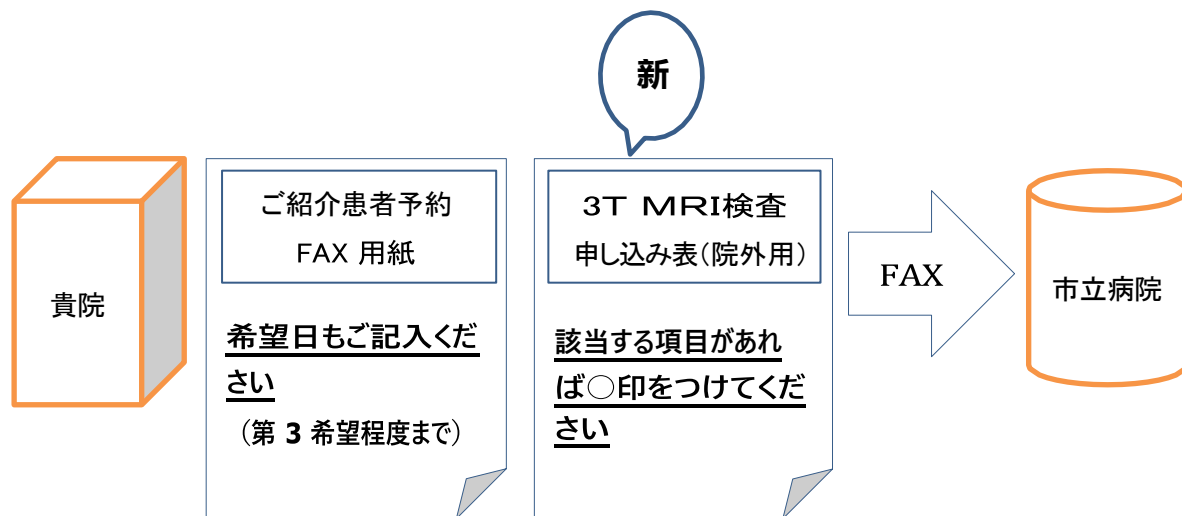 新
貴院
ご紹介患者予約
FAX 用紙
希望日もご記入くだ
さい
（第 3 希望程度まで）
3T MRI検査
申し込み表（院外用）
該当する項目があれ
ば○印をつけてくだ
さい
FAX
市立病院